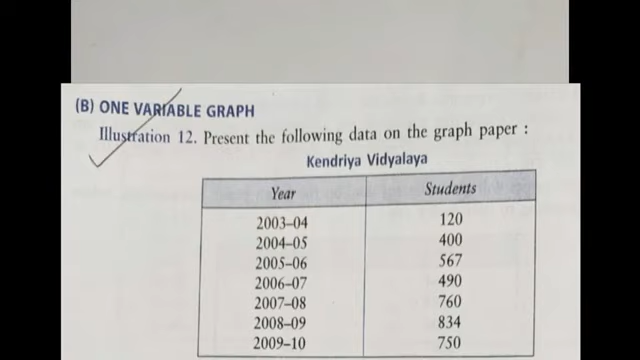 (B) ONE VARIABLE GRAPH
Illustration 12. Present the following data on the graph paper :
Kendriya Vidyalaya
Year Students
2003–04 120
2004–05 400
2005–06 567
2006–07 490
2007–08 760
2008–09 834
2009–10 750